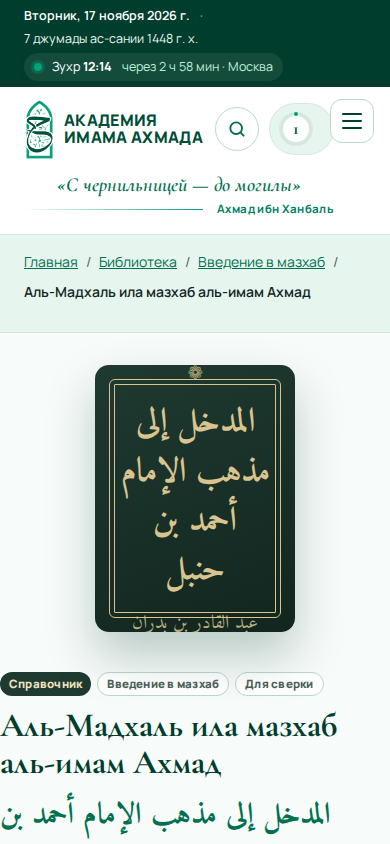 Вторник, 17 ноября 2026 г. ·
7 джумады ас-сании 1448 г. х.
Зухр 12:14 через 2 ч 58 мин · Москва
АКАДЕМИЯ
ИМАМА АХМАДА
1
«С чернильницей — до могилы»
Ахмад ибн Ханбаль
Главная / Библиотека / Введение в мазхаб /
Аль-Мадхаль ила мазхаб аль-имам Ахмад
المدخل إلى
مذهب الإمام
أحمد بن
حنبل
عبد القادر بن بدران
Справочник Введение в мазхаб Для сверки
Аль-Мадхаль ила мазхаб
аль-имам Ахмад
المدخل إلى مذهب الإمام أحمد بن